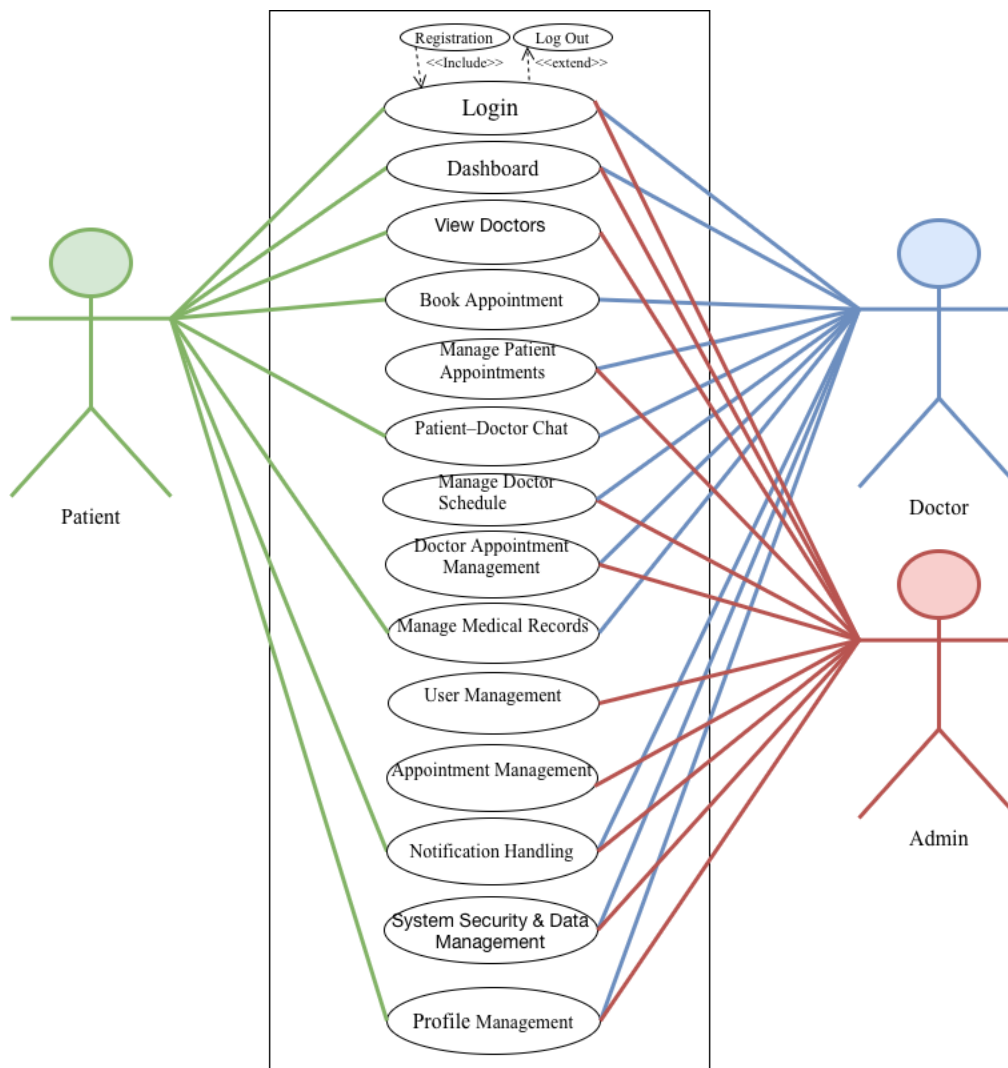 Registration
Log Out
<<Include>>
<<extend>>
Login
Dashboard
View Doctors
Book Appointment
Manage Patient
Appointments
Patient–Doctor Chat
Manage Doctor
Schedule
Patient
Doctor
Doctor Appointment
Management
Manage Medical Records
User Management
Appointment Management
Admin
Notification Handling
System Security & Data
Management
Profile Management